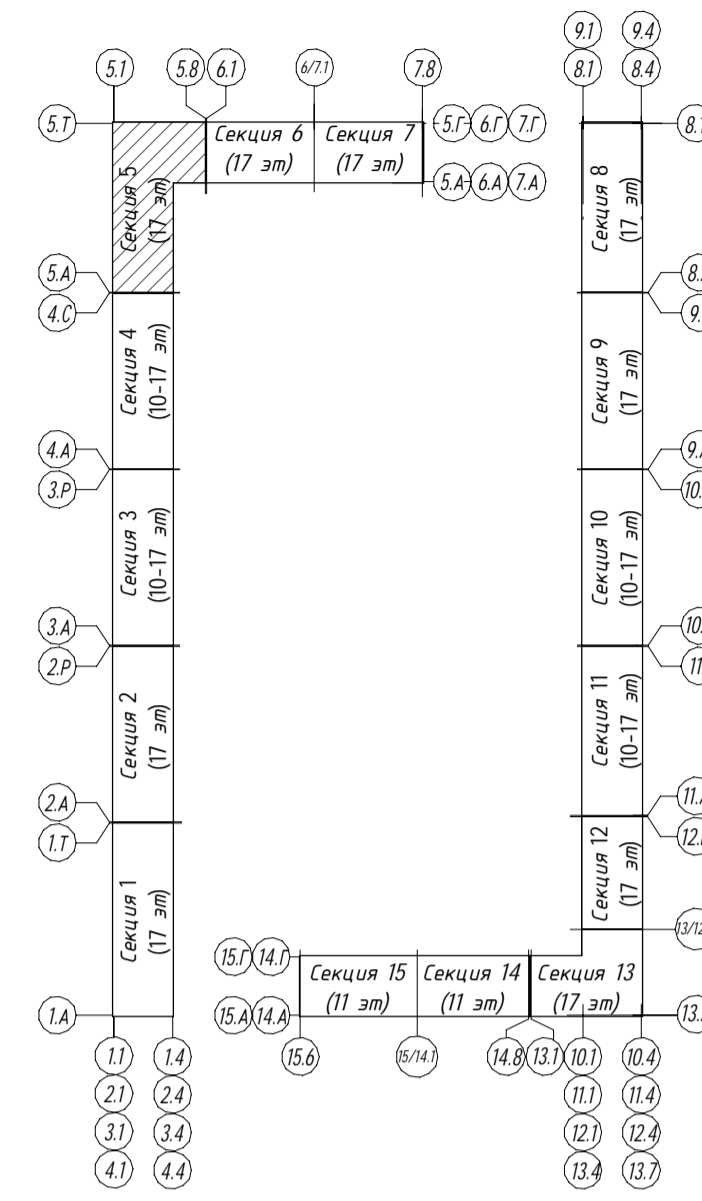 9.1 9.4
5.1 5.8 6.1 6/7.1 7.8 8.1 8.4
5.Т Секция 6 Секция 7 5.Г 6.Г 7.Г
(17 эт) (17 эт)
5.А 6.А 7.А
Секция 5
(17 эт)
Секция 8
(17 эт)
5.А
4.С
Секция 4
(10-17 эт)
Секция 9
(17 эт)
4.А
3.Р
Секция 3
(10-17 эт)
Секция 10
(10-17 эт)
3.А
2.Р
Секция 2
(17 эт)
Секция 11
(10-17 эт)
2.А
1.Т
Секция 1
(17 эт)
Секция 12
(17 эт)
15.Г 14.Г
Секция 15 Секция 14 Секция 13
(11 эт) (11 эт) (17 эт)
1.А 15.А 14.А
1.1 1.4 15.6 15/14.1 14.8 13.1 10.1 10.4
2.1 2.4 11.1 11.4
3.1 3.4 12.1 12.4
4.1 4.4 13.4 13.7